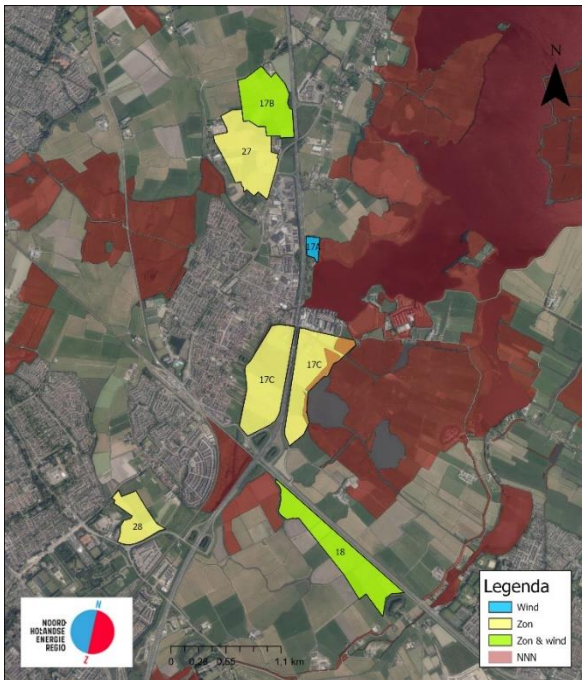 N
17B
27
17A
17C
17C
28
18
NOORD
HOLLANDSE
ENERGIE
REGIO
N
Z
0 0,28 0,55 1,1 km
Legenda
Wind
Zon
Zon & wind
NNN